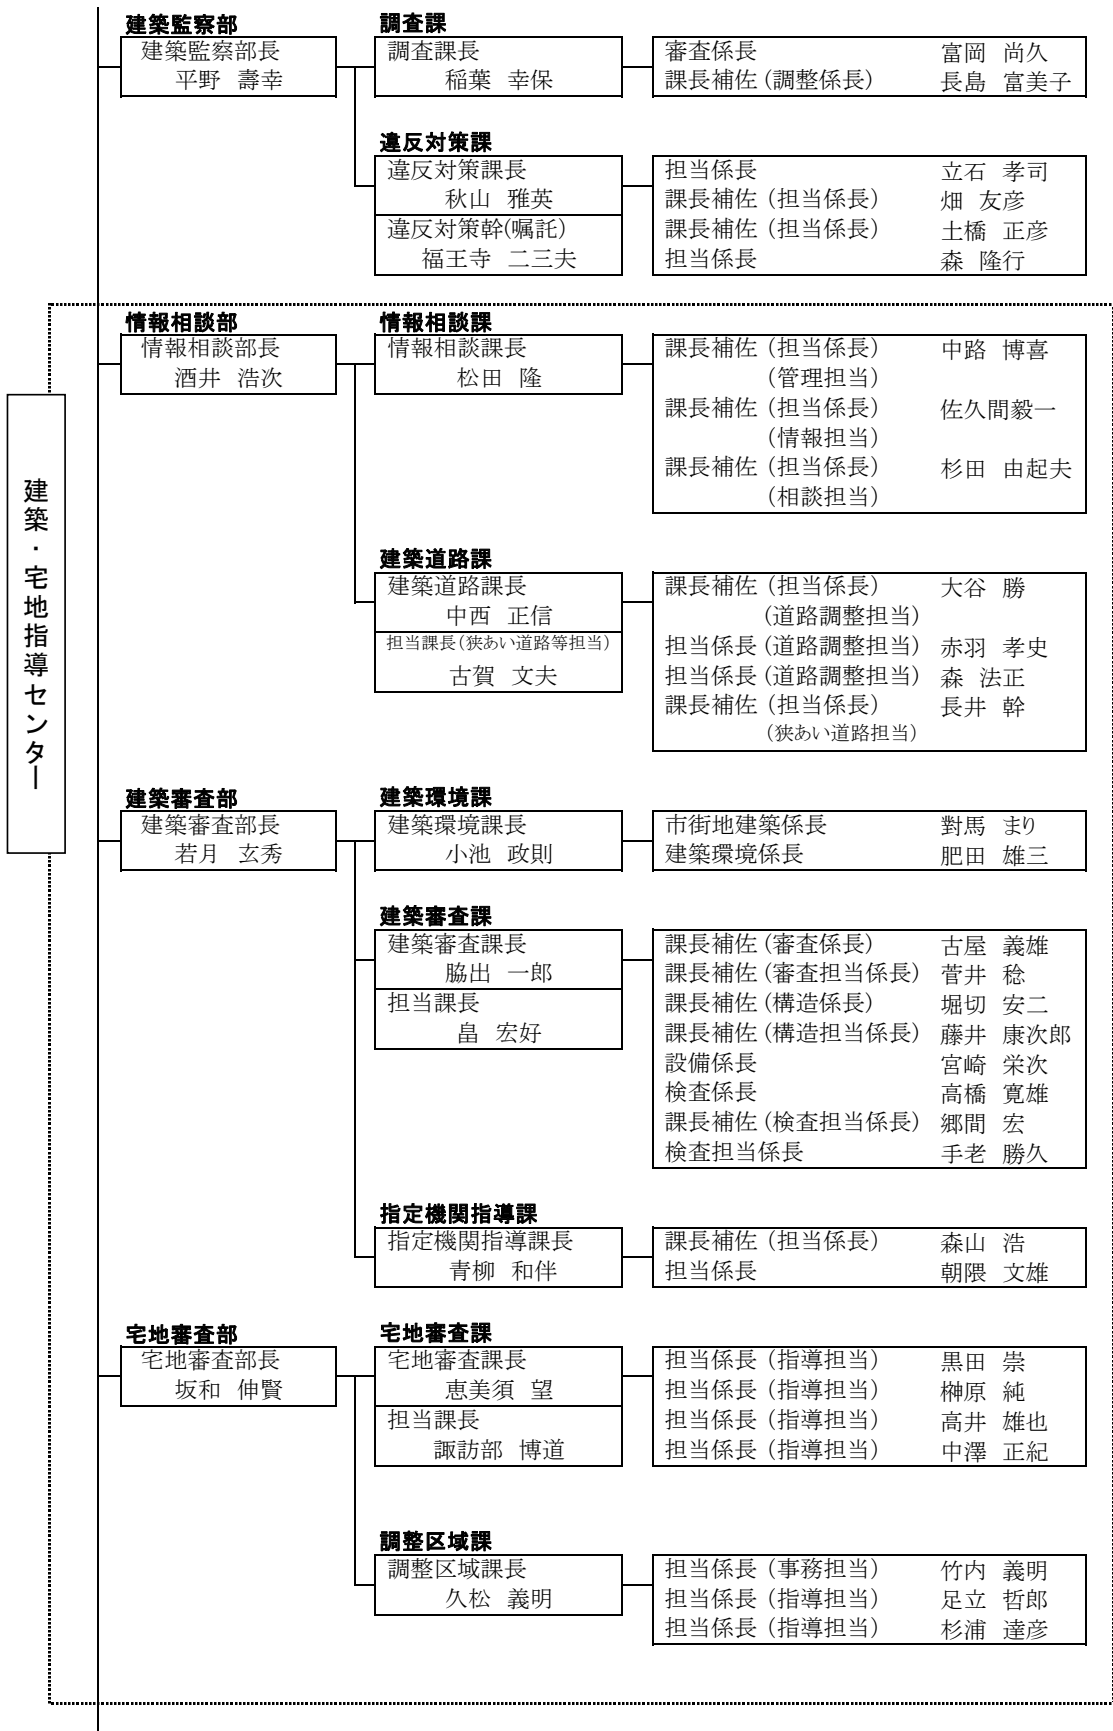 建築監察部
建築監察部長
平野 壽幸
調査課
調査課長
稲葉 幸保
審査係長 富岡 尚久
課長補佐(調整係長) 長島 富美子
違反対策課
違反対策課長
秋山 雅英
違反対策幹(嘱託)
福王寺 二三夫
担当係長 立石 孝司
課長補佐(担当係長) 畑 友彦
課長補佐(担当係長) 土橋 正彦
担当係長 森 隆行
建築・宅地指導センター
情報相談部
情報相談部長
酒井 浩次
情報相談課
情報相談課長
松田 隆
課長補佐(担当係長) 中路 博喜
(管理担当)
課長補佐(担当係長) 佐久間毅一
(情報担当)
課長補佐(担当係長) 杉田 由起夫
(相談担当)
建築道路課
建築道路課長
中西 正信
担当課長(狭あい道路等担当)
古賀 文夫
課長補佐(担当係長) 大谷 勝
(道路調整担当)
担当係長(道路調整担当) 赤羽 孝史
担当係長(道路調整担当) 森 法正
課長補佐(担当係長) 長井 幹
(狭あい道路担当)
建築審査部
建築審査部長
若月 玄秀
建築環境課
建築環境課長
小池 政則
市街地建築係長 對馬 まり
建築環境係長 肥田 雄三
建築審査課
建築審査課長
脇出 一郎
担当課長
畠 宏好
課長補佐(審査係長) 古屋 義雄
課長補佐(審査担当係長) 菅井 稔
課長補佐(構造係長) 堀切 安二
課長補佐(構造担当係長) 藤井 康次郎
設備係長 宮崎 栄次
検査係長 高橋 寛雄
課長補佐(検査担当係長) 郷間 宏
検査担当係長 手老 勝久
指定機関指導課
指定機関指導課長
青柳 和伴
課長補佐(担当係長) 森山 浩
担当係長 朝隈 文雄
宅地審査部
宅地審査部長
坂和 伸賢
宅地審査課
宅地審査課長
恵美須 望
担当課長
諏訪部 博道
担当係長(指導担当) 黒田 崇
担当係長(指導担当) 榊原 純
担当係長(指導担当) 高井 雄也
担当係長(指導担当) 中澤 正紀
調整区域課
調整区域課長
久松 義明
担当係長(事務担当) 竹内 義明
担当係長(指導担当) 足立 哲郎
担当係長(指導担当) 杉浦 達彦